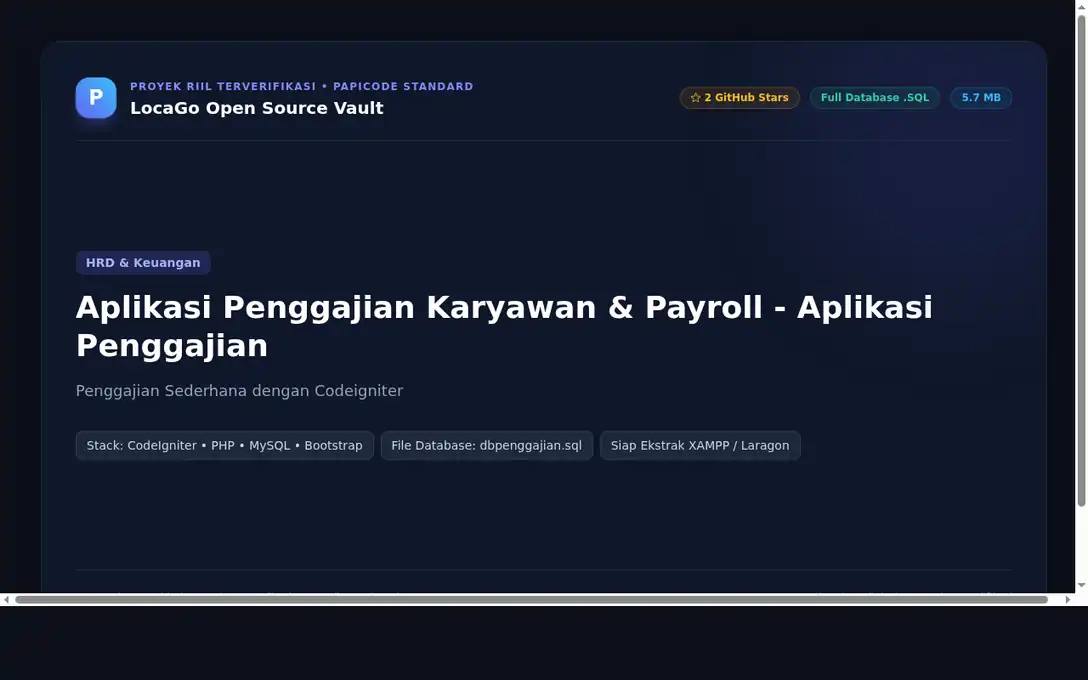 P
PROYEK RIIL TERVERIFIKASI • PAPICODE STANDARD
LocaGo Open Source Vault
☆ 2 GitHub Stars
Full Database .SQL
5.7 MB
HRD & Keuangan
Aplikasi Penggajian Karyawan & Payroll - Aplikasi
Penggajian
Penggajian Sederhana dengan Codeigniter
Stack: CodeIgniter • PHP • MySQL • Bootstrap
File Database: dbpenggajian.sql
Siap Ekstrak XAMPP / Laragon